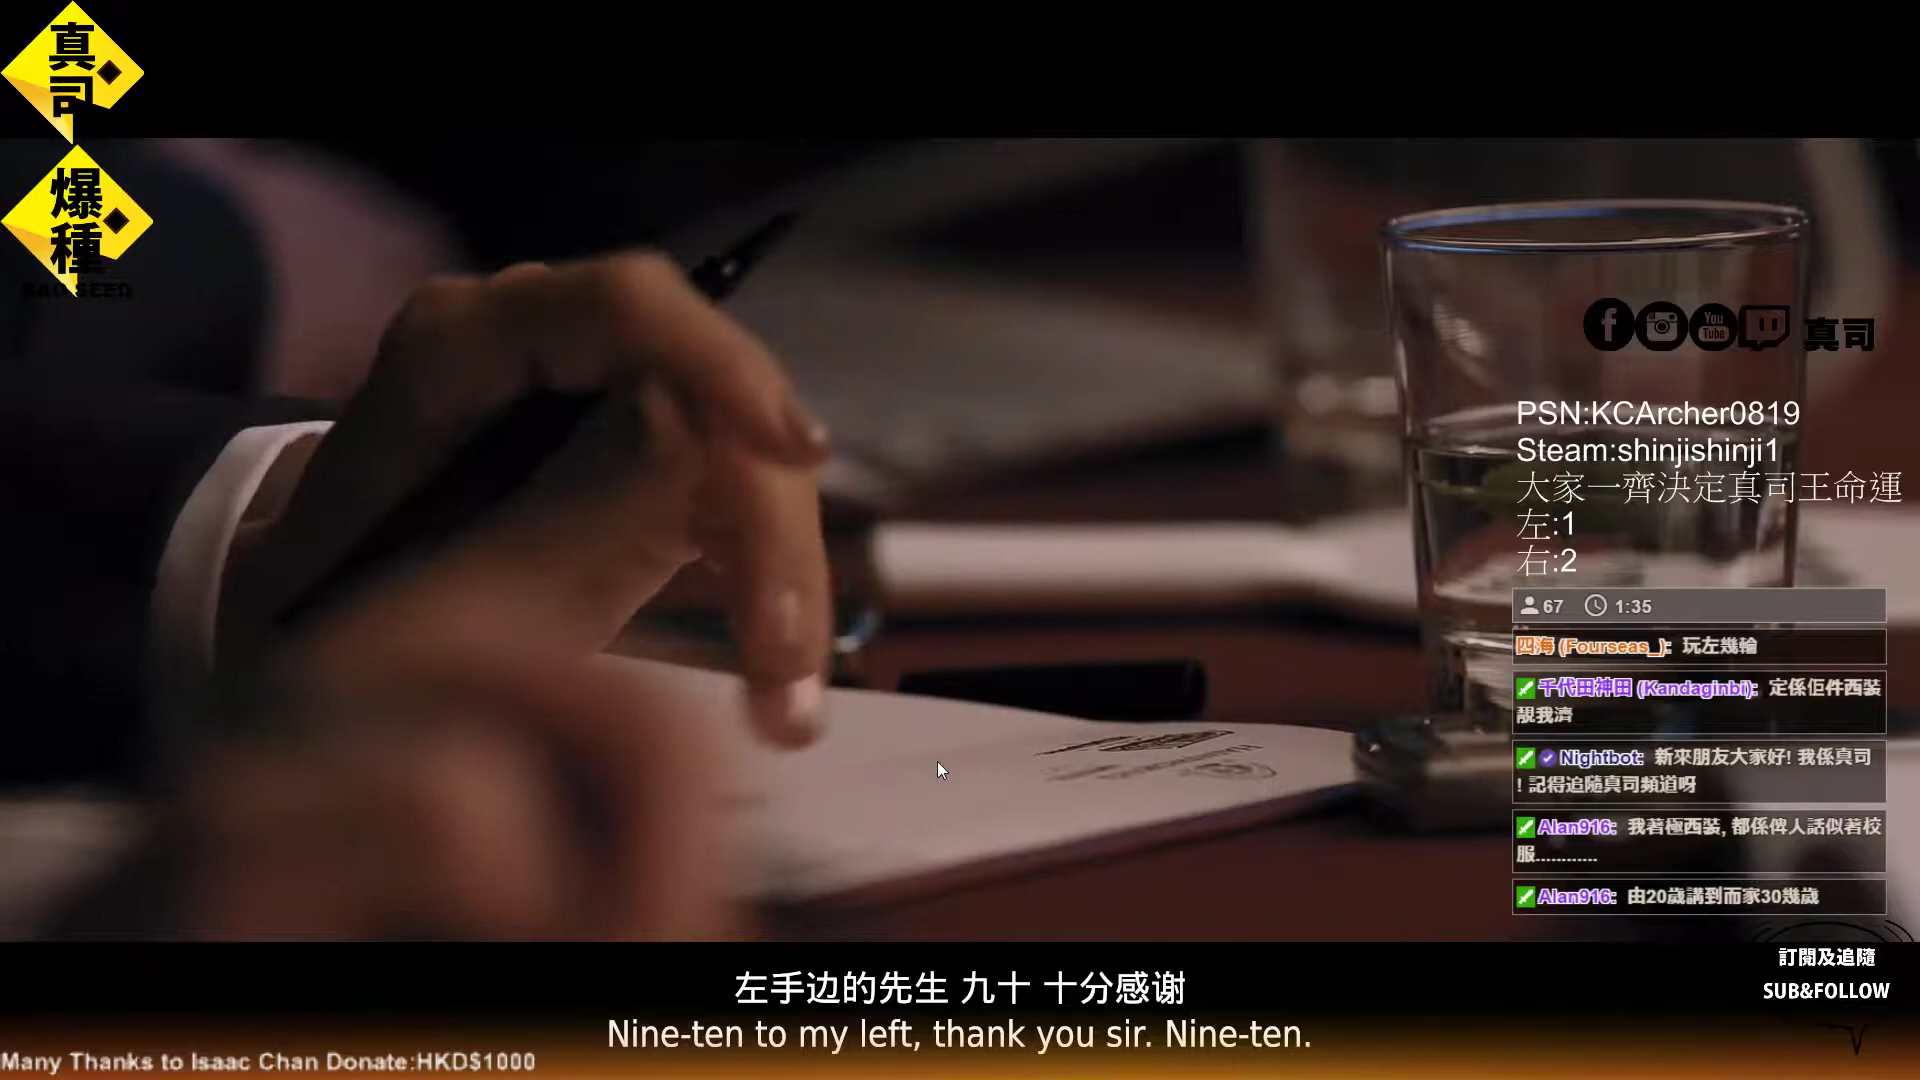 真
司
爆
種
BAD SEED
You
Tube
真司
PSN:KCArcher0819
Steam:shinjishinji1
大家一齊決定真司王命運
左:1
右:2
67 1:35
四海 (Fourseas_): 玩左幾輪
千代田神田 (Kandaginbi): 定係佢件西裝
靚我濟
Nightbot: 新來朋友大家好! 我係真司
! 記得追隨真司頻道呀
Alan916: 我著極西裝, 都係俾人話似著校
服............
Alan916: 由20歲講到而家30幾歲
訂閱及追隨
SUB&FOLLOW
左手边的先生 九十 十分感谢
Nine-ten to my left, thank you sir. Nine-ten.
Many Thanks to Isaac Chan Donate:HKD$1000